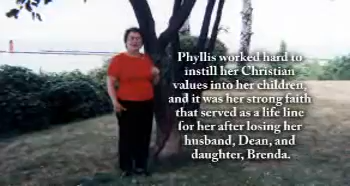 Phyllis worked hard to
instill her Christian
values into her children,
and it was her strong faith
that served as a life line
for her after losing her
husband, Dean, and
daughter, Brenda.